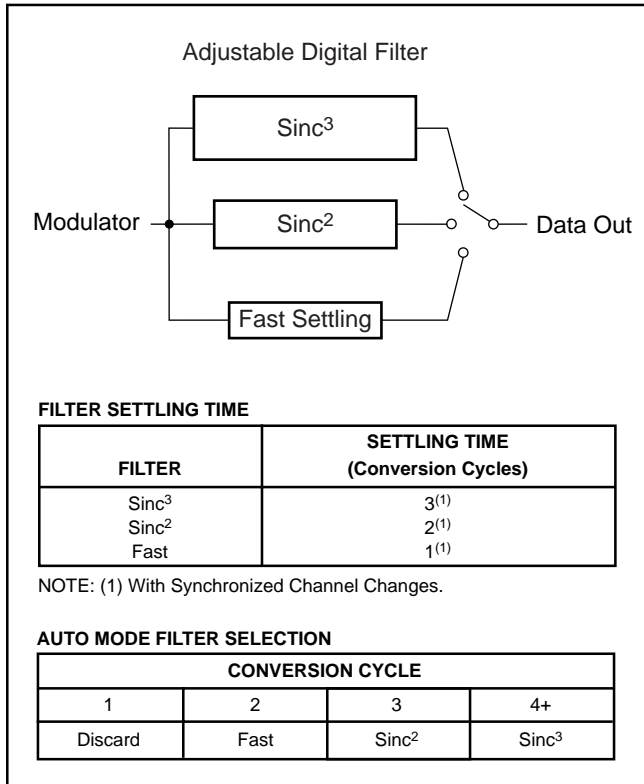 Adjustable Digital Filter
Sinc³
Modulator
Sinc²
Data Out
Fast Settling
FILTER SETTLING TIME
FILTER
SETTLING TIME
(Conversion Cycles)
Sinc³ 3⁽¹⁾
Sinc² 2⁽¹⁾
Fast 1⁽¹⁾
NOTE: (1) With Synchronized Channel Changes.
AUTO MODE FILTER SELECTION
CONVERSION CYCLE
1 2 3 4+
Discard Fast Sinc² Sinc³